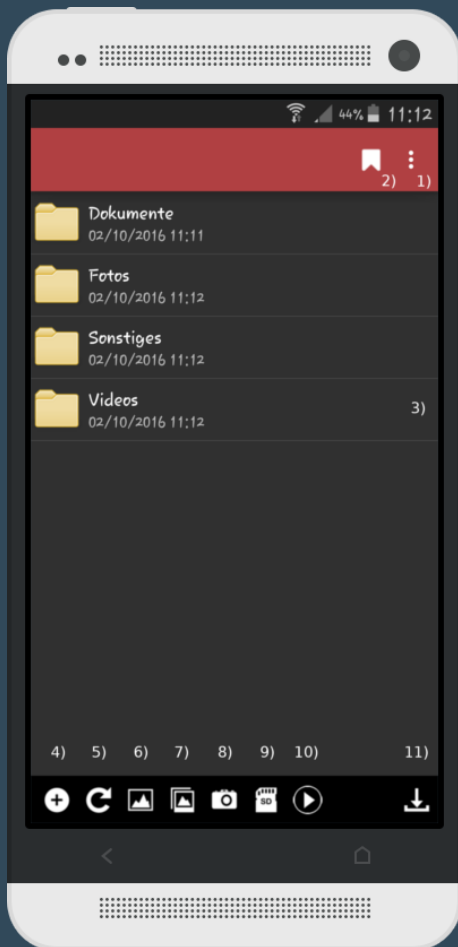 44% 11:12
2) 1)
Dokumente
02/10/2016 11:11
Fotos
02/10/2016 11:12
Sonstiges
02/10/2016 11:12
Videos
02/10/2016 11:12
3)
4) 5) 6) 7) 8) 9) 10) 11)
SD